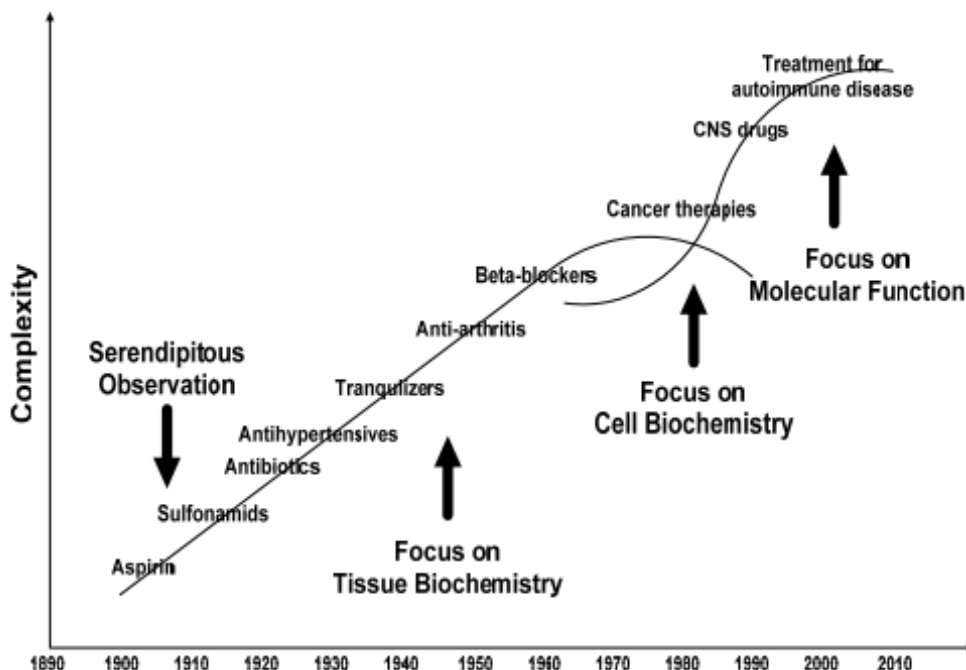 Treatment for
autoimmune disease
CNS drugs
Cancer therapies
Focus on
Molecular Function
Beta-blockers
Complexity
Anti-arthritis
Serendipitous
Observation
Tranqulizers
Focus on
Cell Biochemistry
Antihypertensives
Antibiotics
Sulfonamids
Focus on
Tissue Biochemistry
Aspirin
1890 1900 1910 1920 1930 1940 1950 1960 1970 1980 1990 2000 2010